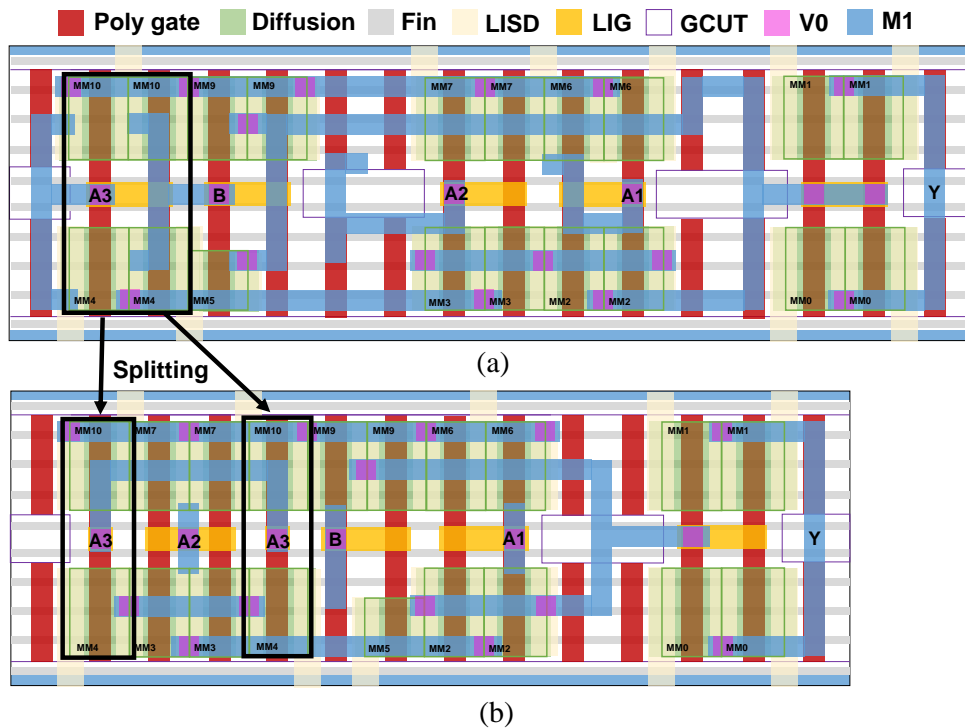 Poly gate Diffusion Fin LISD LIG GCUT V0 M1
MM10 MM10 MM9 MM9 MM7 MM7 MM6 MM6 MM1 MM1
A3 B A2 A1 Y
MM4 MM4 MM5 MM3 MM3 MM2 MM2 MM0 MM0
(a)
Splitting
MM10 MM7 MM7 MM10 MM9 MM9 MM6 MM6 MM1 MM1
A3 A2 A3 B A1 Y
MM4 MM3 MM3 MM4 MM5 MM2 MM2 MM0 MM0
(b)